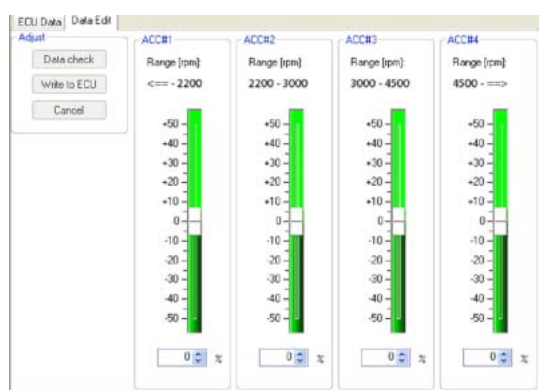 ECU Data Data Edit
Adjust
Data check
Write to ECU
Cancel
ACC#1
Range [rpm]:
<== - 2200
+50
+40
+30
+20
+10
0
-10
-20
-30
-40
-50
0 %
ACC#2
Range [rpm]:
2200 - 3000
+50
+40
+30
+20
+10
0
-10
-20
-30
-40
-50
0 %
ACC#3
Range [rpm]:
3000 - 4500
+50
+40
+30
+20
+10
0
-10
-20
-30
-40
-50
0 %
ACC#4
Range [rpm]:
4500 - ==>
+50
+40
+30
+20
+10
0
-10
-20
-30
-40
-50
0 %